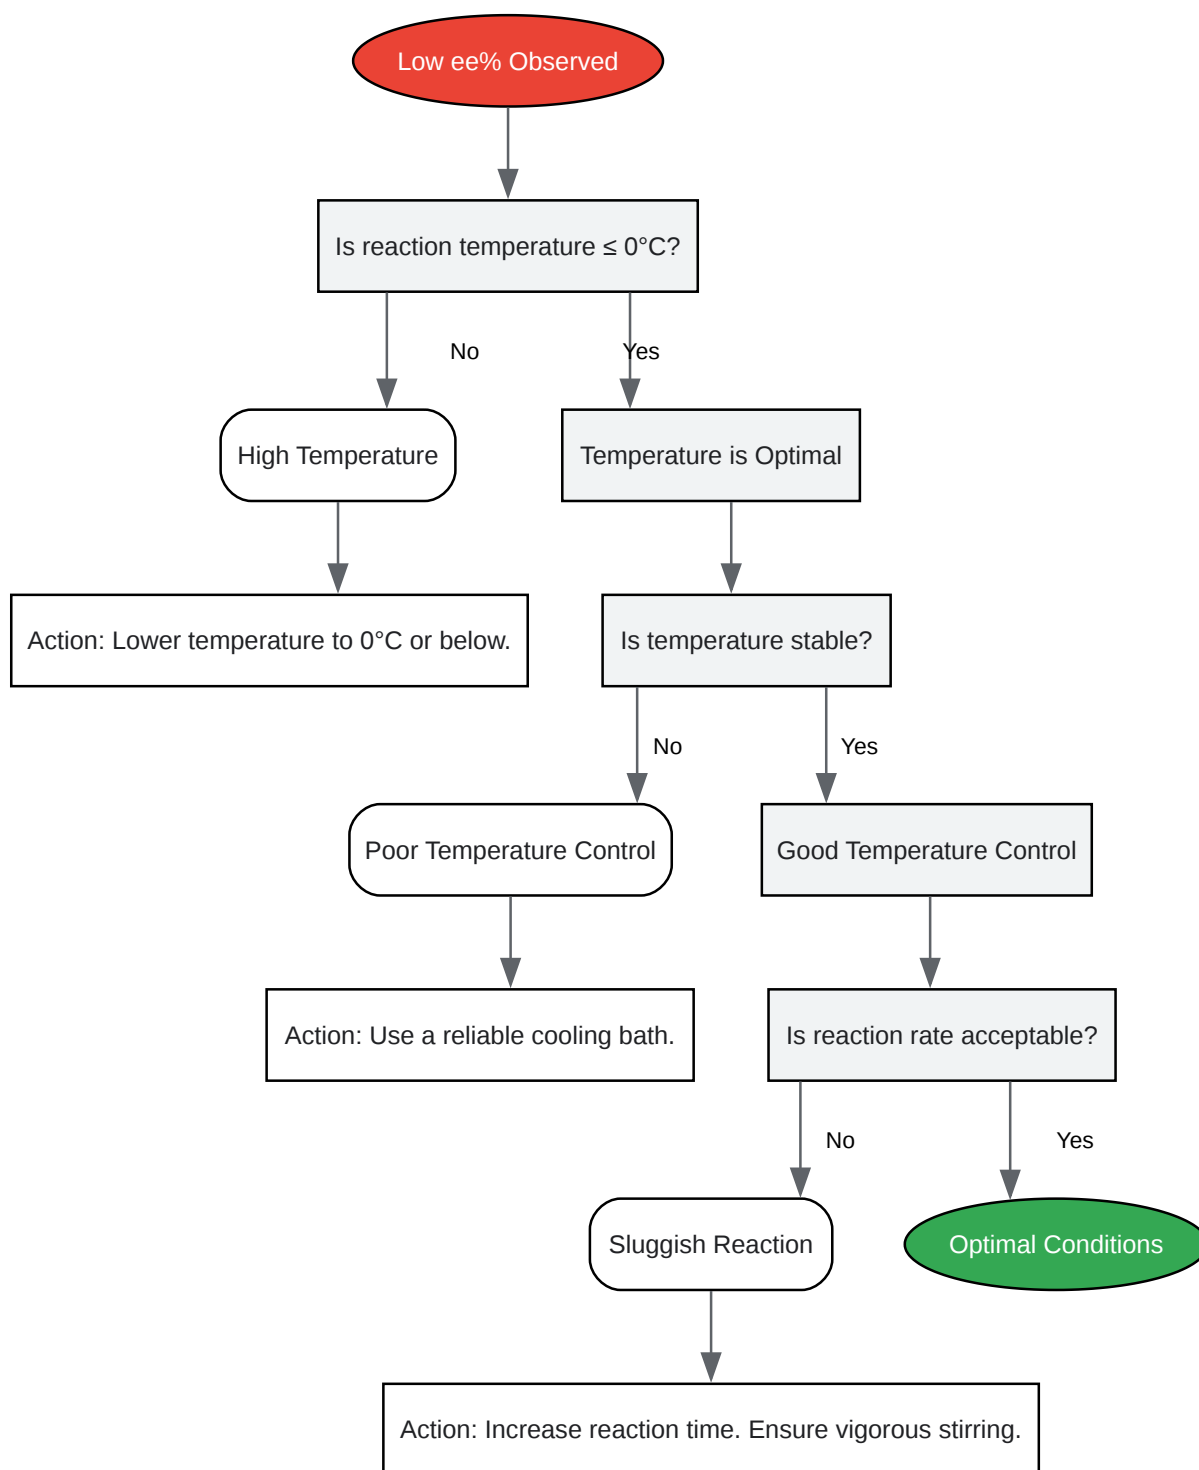 Low ee% Observed
Is reaction temperature ≤ 0°C?
No
Yes
High Temperature
Temperature is Optimal
Action: Lower temperature to 0°C or below.
Is temperature stable?
No
Yes
Poor Temperature Control
Good Temperature Control
Action: Use a reliable cooling bath.
Is reaction rate acceptable?
No
Yes
Sluggish Reaction
Optimal Conditions
Action: Increase reaction time. Ensure vigorous stirring.